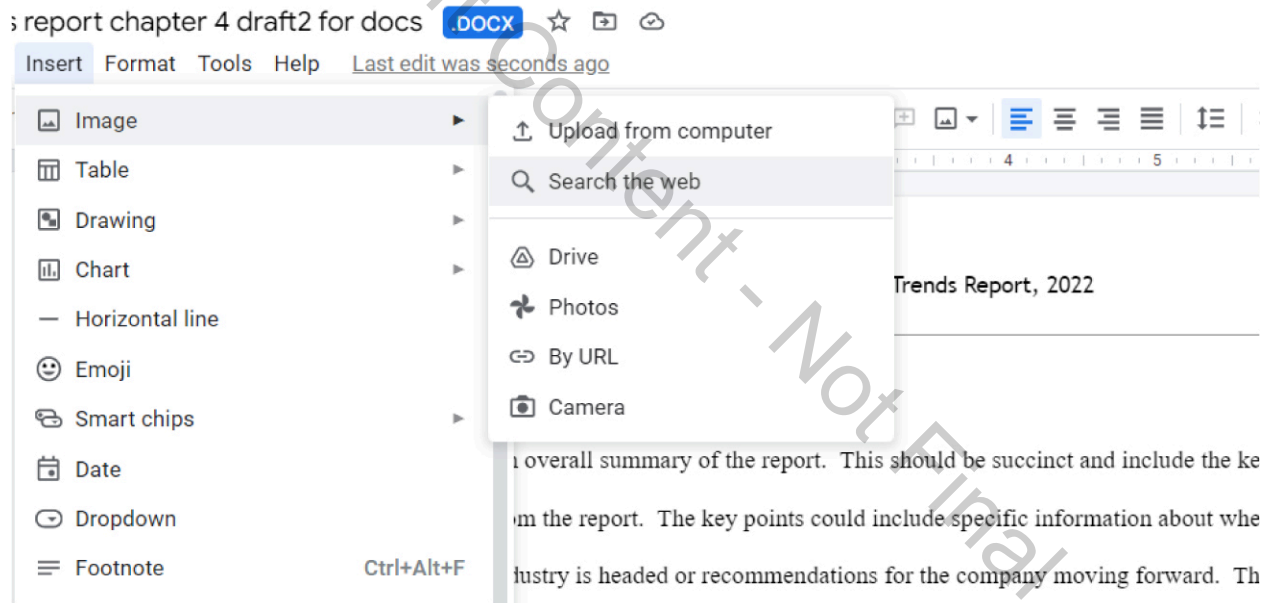 s report chapter 4 draft2 for docs .DOCX
Insert Format Tools Help Last edit was seconds ago
Image
Table
Drawing
Chart
Horizontal line
Emoji
Smart chips
Date
Dropdown
Footnote Ctrl+Alt+F
Upload from computer
Search the web
Drive
Photos
By URL
Camera
4 5
Trends Report, 2022
overall summary of the report. This should be succinct and include the ke
m the report. The key points could include specific information about whe
dustry is headed or recommendations for the company moving forward. Th
Content - Not Final